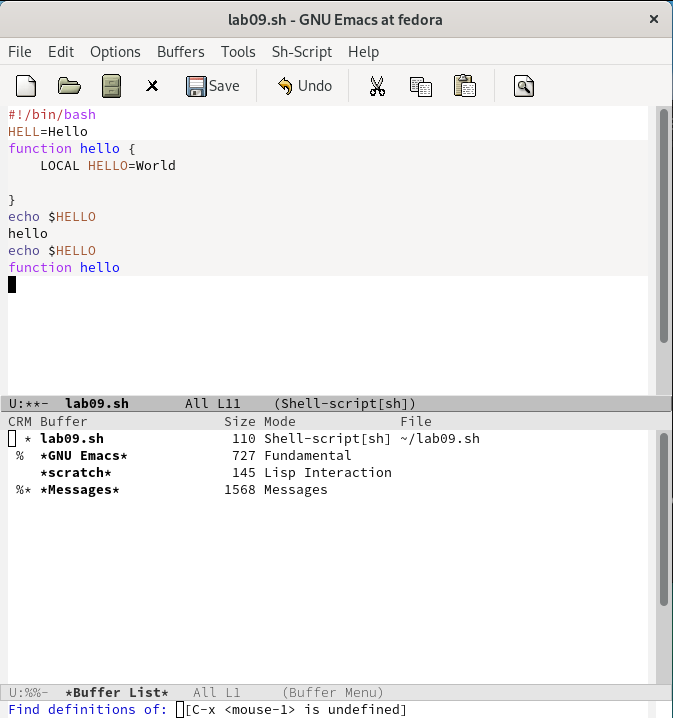 lab09.sh - GNU Emacs at fedora
File Edit Options Buffers Tools Sh-Script Help
Save Undo
#!/bin/bash
HELL=Hello
function hello {
    LOCAL HELLO=World
}
echo $HELLO
hello
echo $HELLO
function hello
U:**-  lab09.sh       All L11    (Shell-script[sh])
CRM Buffer                 Size Mode             File
  * lab09.sh                110 Shell-script[sh] ~/lab09.sh
 %  *GNU Emacs*             727 Fundamental
    *scratch*               145 Lisp Interaction
 %* *Messages*             1568 Messages
U:%%-  *Buffer List*   All L1     (Buffer Menu)
Find definitions of: [C-x <mouse-1> is undefined]